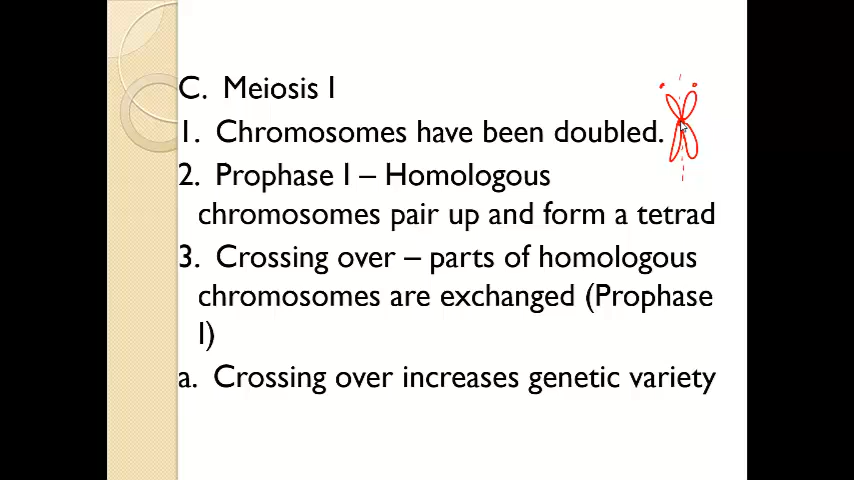 C. Meiosis I
1. Chromosomes have been doubled.
2. Prophase I – Homologous
chromosomes pair up and form a tetrad
3. Crossing over – parts of homologous
chromosomes are exchanged (Prophase
I)
a. Crossing over increases genetic variety